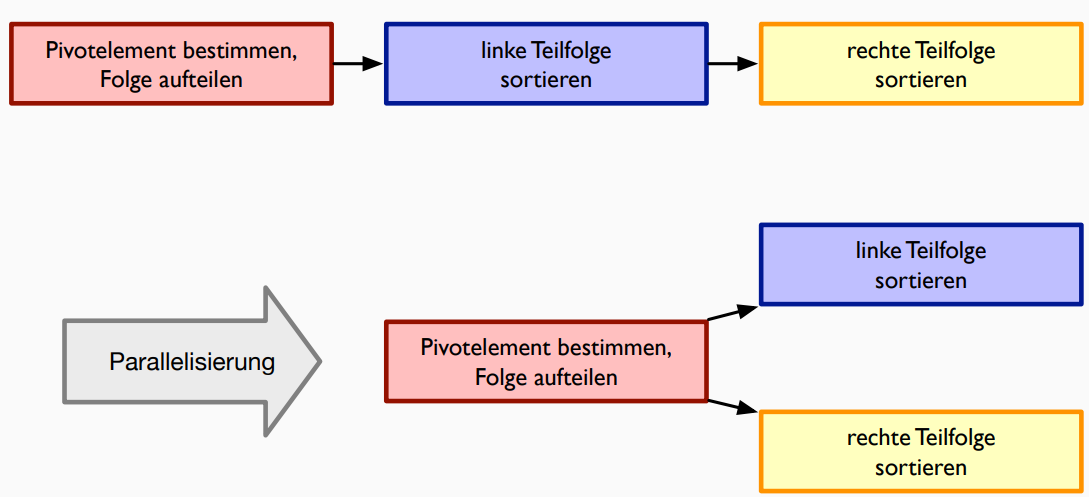 Pivotelement bestimmen,
Folge aufteilen
linke Teilfolge
sortieren
rechte Teilfolge
sortieren
linke Teilfolge
sortieren
Parallelisierung
Pivotelement bestimmen,
Folge aufteilen
rechte Teilfolge
sortieren